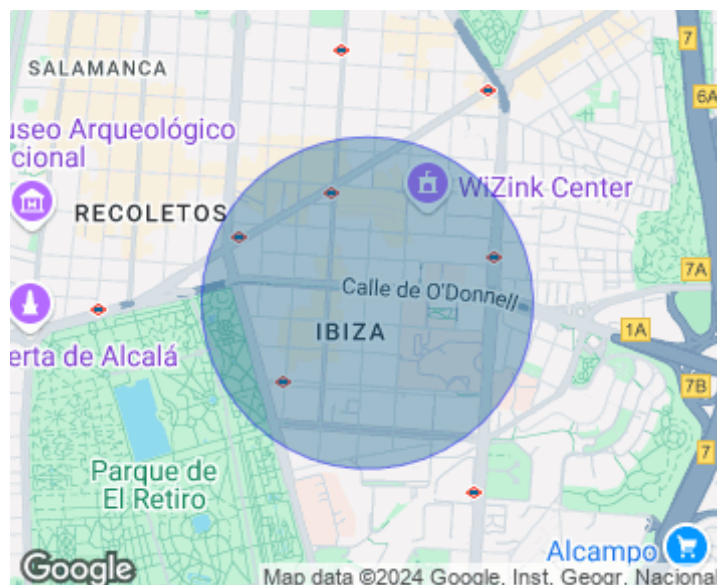 SALAMANCA
7
6A
useo Arqueológico
cional
WiZink Center
RECOLETOS
7A
Calle de O'Donnell
IBIZA
1A
erta de Alcalá
7B
7
Parque de
El Retiro
Alcampo
Google
Map data ©2024 Google, Inst. Geogr. Nacional